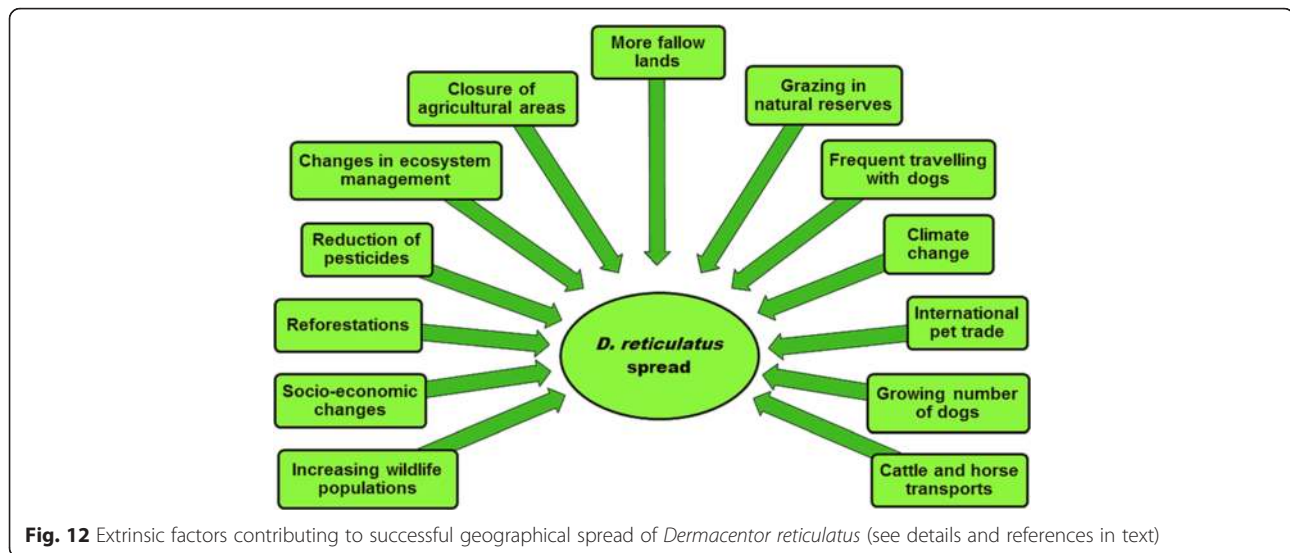 More fallow
lands
Closure of
agricultural areas
Grazing in
natural reserves
Changes in ecosystem
management
Frequent travelling
with dogs
Reduction of
pesticides
Climate
change
Reforestations
International
pet trade
D. reticulatus
spread
Socio-economic
changes
Growing number
of dogs
Increasing wildlife
populations
Cattle and horse
transports
Fig. 12 Extrinsic factors contributing to successful geographical spread of Dermacentor reticulatus (see details and references in text)